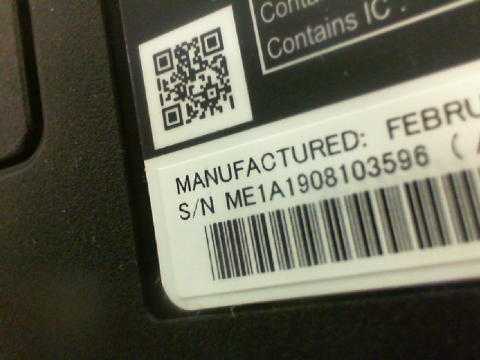 Contains IC :
MANUFACTURED: FEBRU
S/N ME1A1908103596 (